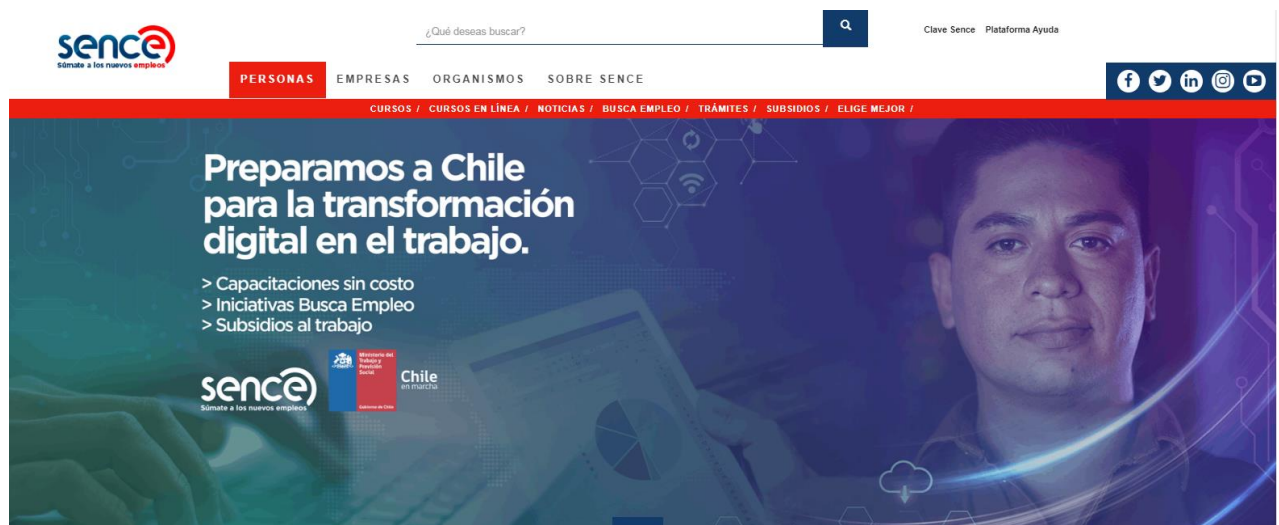 sence
Súmate a los nuevos empleos
¿Qué deseas buscar?
Clave Sence Plataforma Ayuda
PERSONAS EMPRESAS ORGANISMOS SOBRE SENCE
CURSOS / CURSOS EN LÍNEA / NOTICIAS / BUSCA EMPLEO / TRÁMITES / SUBSIDIOS / ELIGE MEJOR /
Preparamos a Chile
para la transformación
digital en el trabajo.
> Capacitaciones sin costo
> Iniciativas Busca Empleo
> Subsidios al trabajo
sence
Súmate a los nuevos empleos
Ministerio del
Trabajo y
Previsión
Social
Gobierno de Chile
Chile
en marcha